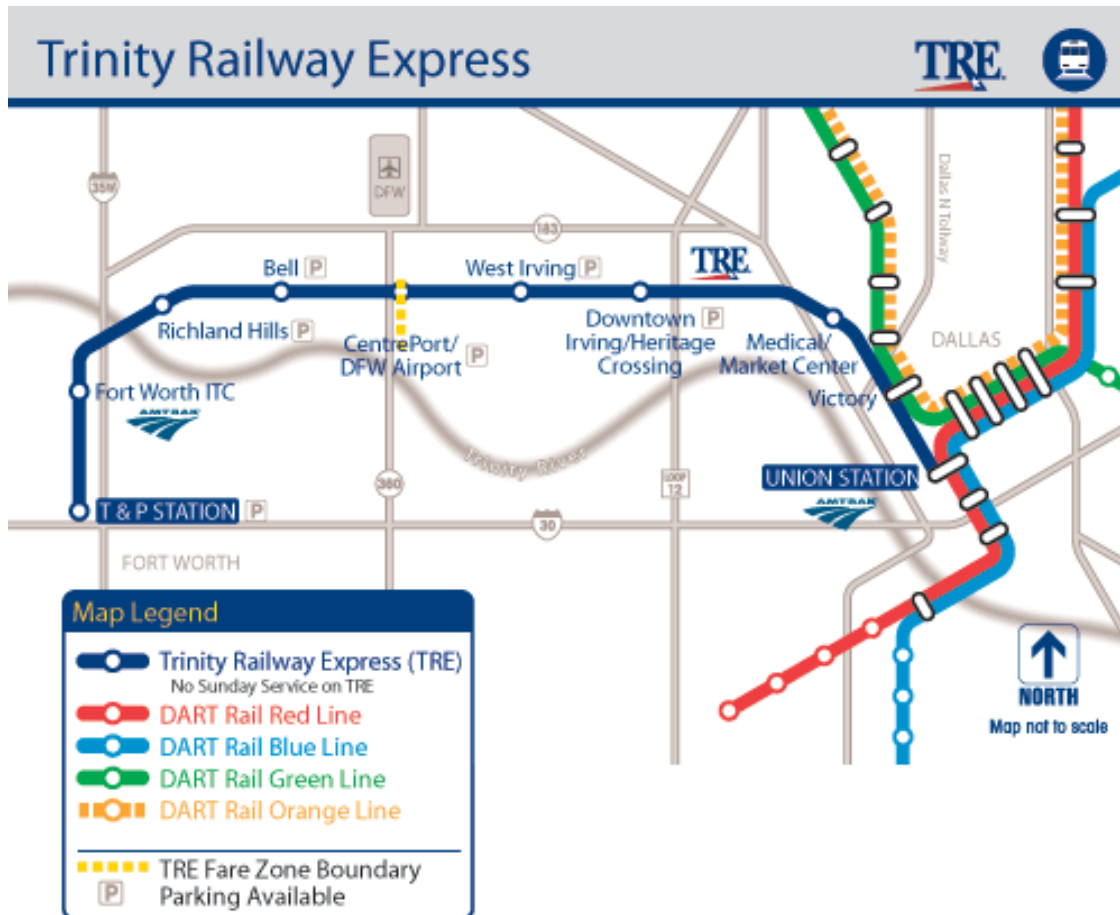 Trinity Railway Express
TRE
35W
DFW
Dallas N Tollway
183
Bell P
West Irving P
TRE
Richland Hills P
CentrePort/
DFW Airport P
Downtown P
Irving/Heritage
Crossing
Medical/
Market Center
DALLAS
Victory
Fort Worth ITC
AMTRAK
Trinity River
360
LOOP
12
UNION STATION
AMTRAK
T & P STATION P
30
FORT WORTH
Map Legend
Trinity Railway Express (TRE)
No Sunday Service on TRE
DART Rail Red Line
DART Rail Blue Line
DART Rail Green Line
DART Rail Orange Line
TRE Fare Zone Boundary
P Parking Available
NORTH
Map not to scale